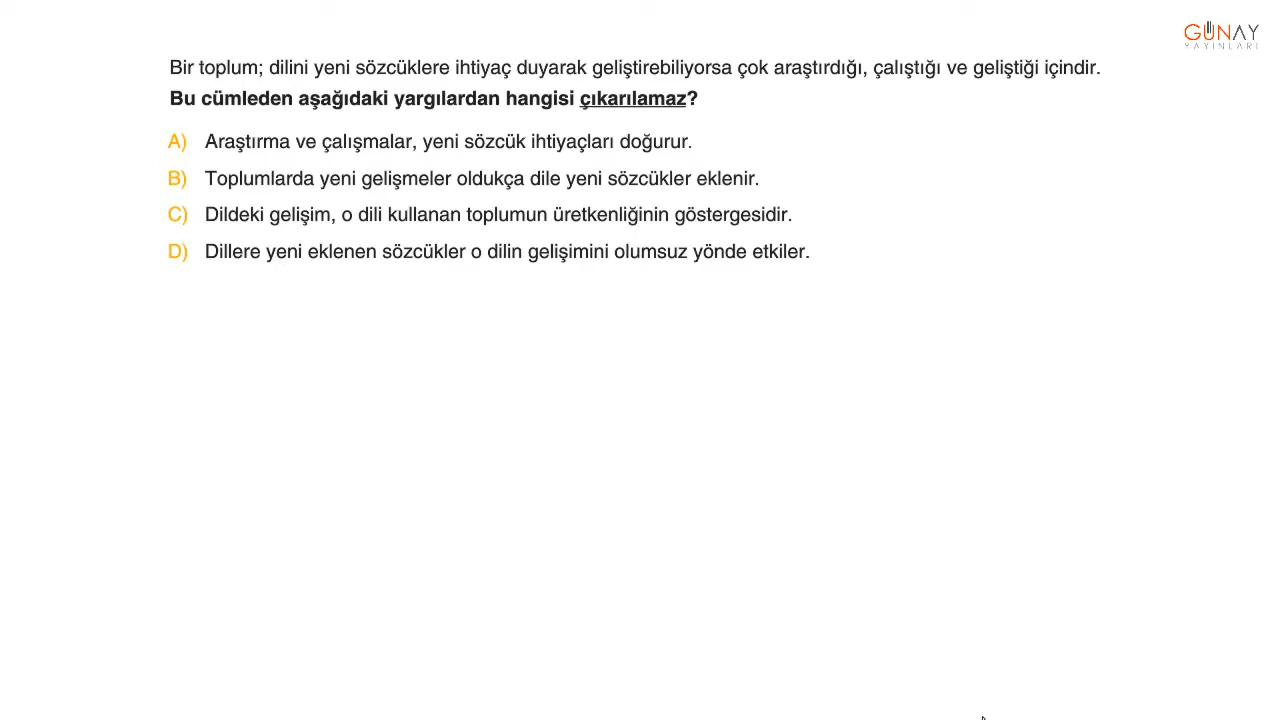 GÜNAY
YAYINLARI
Bir toplum; dilini yeni sözcüklere ihtiyaç duyarak geliştirebiliyorsa çok araştırdığı, çalıştığı ve geliştiği içindir.
Bu cümleden aşağıdaki yargılardan hangisi çıkarılamaz?
A) Araştırma ve çalışmalar, yeni sözcük ihtiyaçları doğurur.
B) Toplumlarda yeni gelişmeler oldukça dile yeni sözcükler eklenir.
C) Dildeki gelişim, o dili kullanan toplumun üretkenliğinin göstergesidir.
D) Dillere yeni eklenen sözcükler o dilin gelişimini olumsuz yönde etkiler.